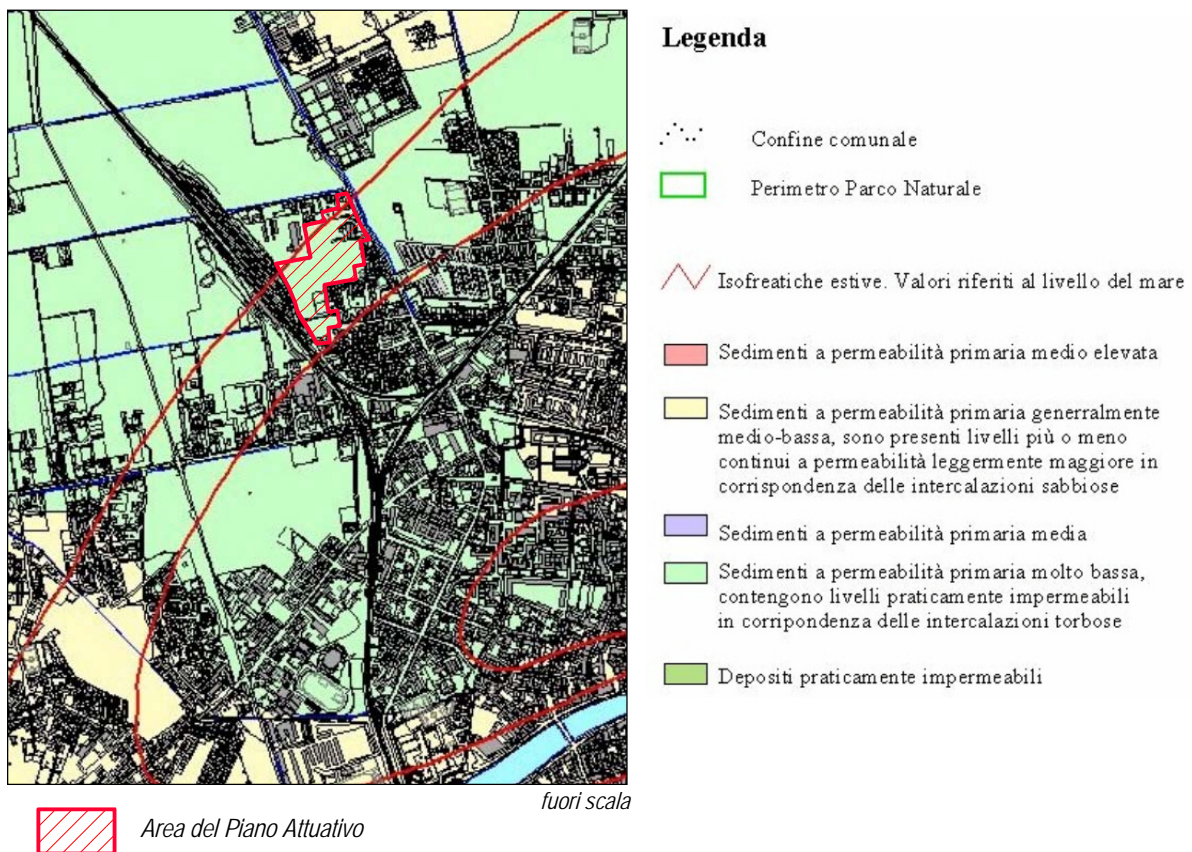 Legenda
Confine comunale
Perimetro Parco Naturale
Isofreatiche estive. Valori riferiti al livello del mare
Sedimenti a permeabilità primaria medio elevata
Sedimenti a permeabilità primaria generralmente
medio-bassa, sono presenti livelli più o meno
continui a permeabilità leggermente maggiore in
corrispondenza delle intercalazioni sabbiose
Sedimenti a permeabilità primaria media
Sedimenti a permeabilità primaria molto bassa,
contengono livelli praticamente impermeabili
in corripondenza delle intercalazioni torbose
Depositi praticamente impermeabili
fuori scala
Area del Piano Attuativo